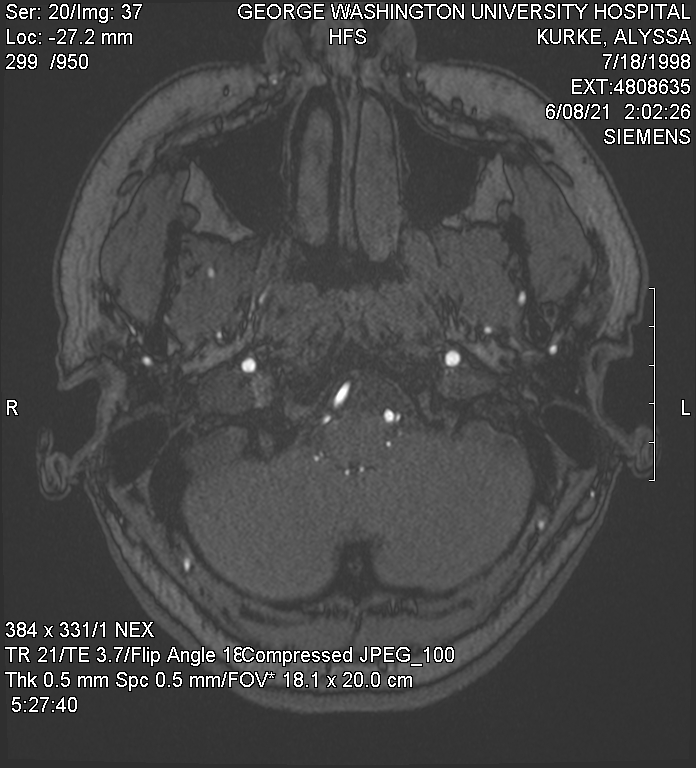 Ser: 20/Img: 37
Loc: -27.2 mm
299 /950
GEORGE WASHINGTON UNIVERSITY HOSPITAL
HFS
KURKE, ALYSSA
7/18/1998
EXT:4808635
6/08/21 2:02:26
SIEMENS
R
L
384 x 331/1 NEX
TR 21/TE 3.7/Flip Angle 18Compressed JPEG_100
Thk 0.5 mm Spc 0.5 mm/FOV* 18.1 x 20.0 cm
5:27:40